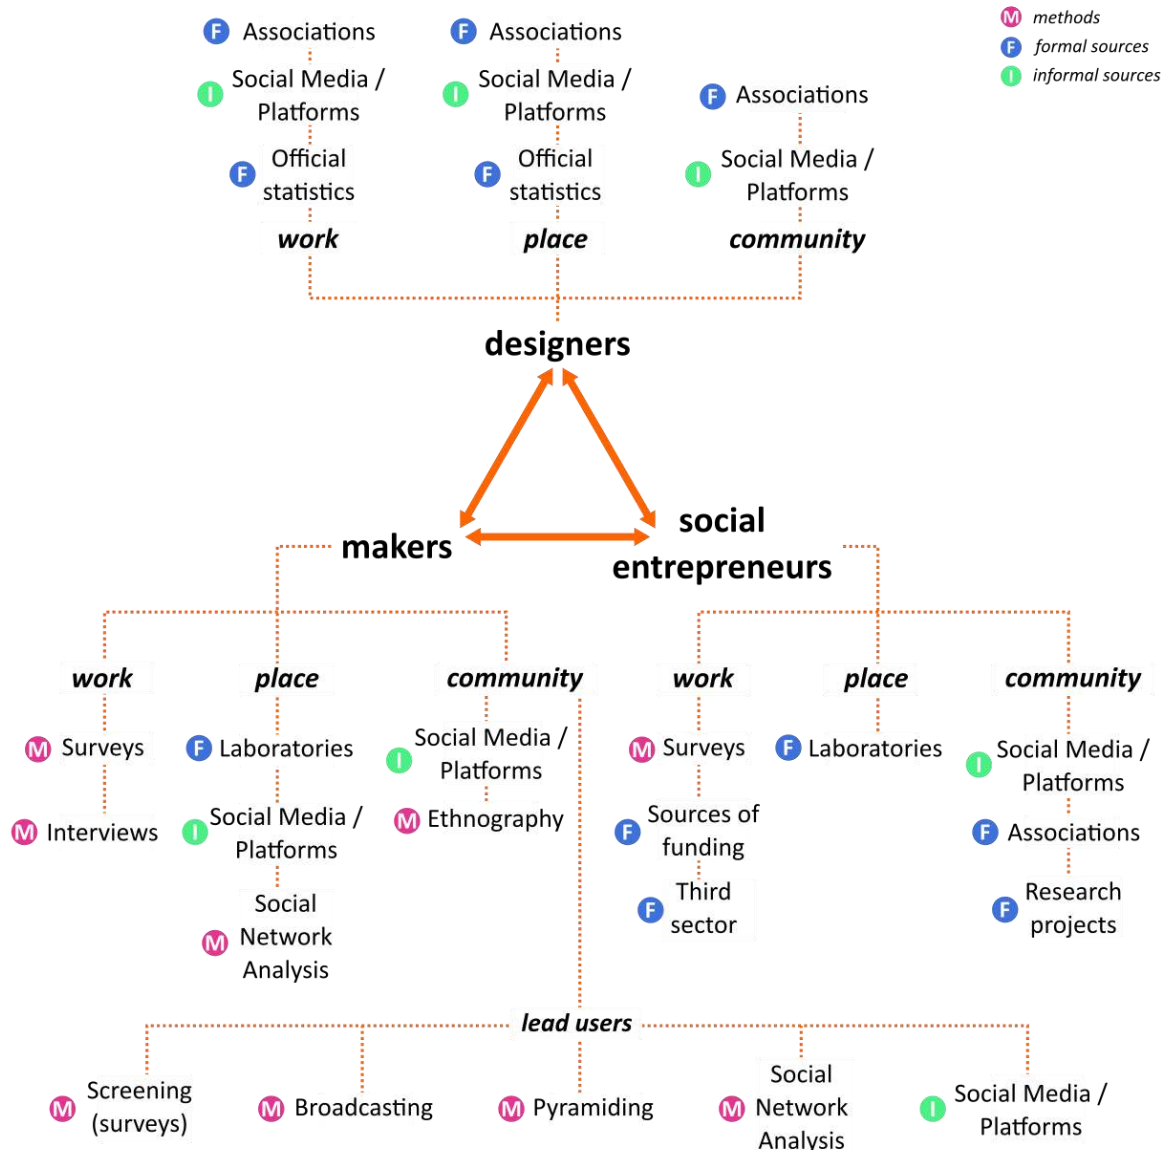 M methods
F formal sources
I informal sources
F Associations
I Social Media /
Platforms
F Official
statistics
work
F Associations
I Social Media /
Platforms
F Official
statistics
place
F Associations
I Social Media /
Platforms
community
designers
makers
social
entrepreneurs
work
M Surveys
M Interviews
place
F Laboratories
I Social Media /
Platforms
M Social
Network
Analysis
community
I Social Media /
Platforms
M Ethnography
work
M Surveys
F Sources of
funding
F Third
sector
place
F Laboratories
community
I Social Media /
Platforms
F Associations
F Research
projects
lead users
M Screening
(surveys)
M Broadcasting
M Pyramiding
M Social
Network
Analysis
I Social Media /
Platforms